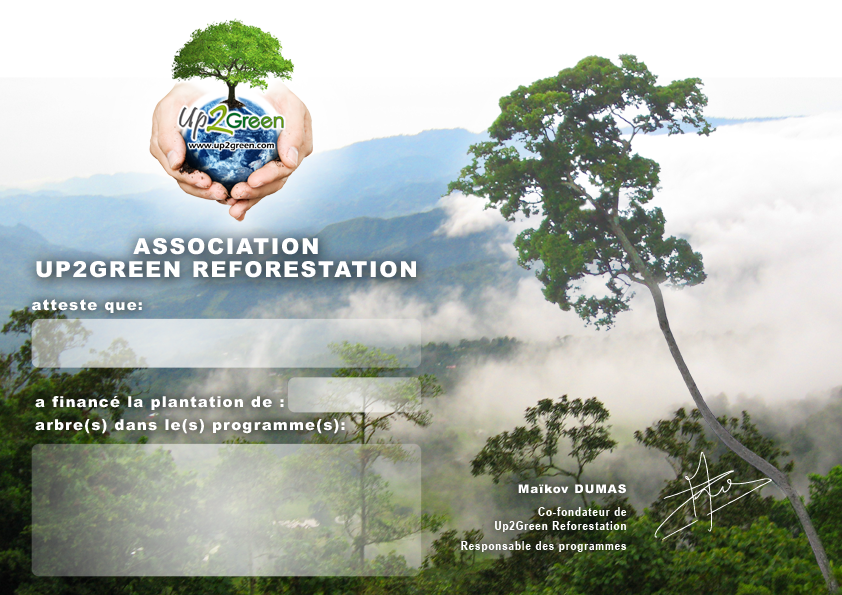 Up2Green
www.up2green.com
ASSOCIATION
UP2GREEN REFORESTATION
atteste que:
a financé la plantation de :
arbre(s) dans le(s) programme(s):
Maïkov DUMAS
Co-fondateur de
Up2Green Reforestation
Responsable des programmes